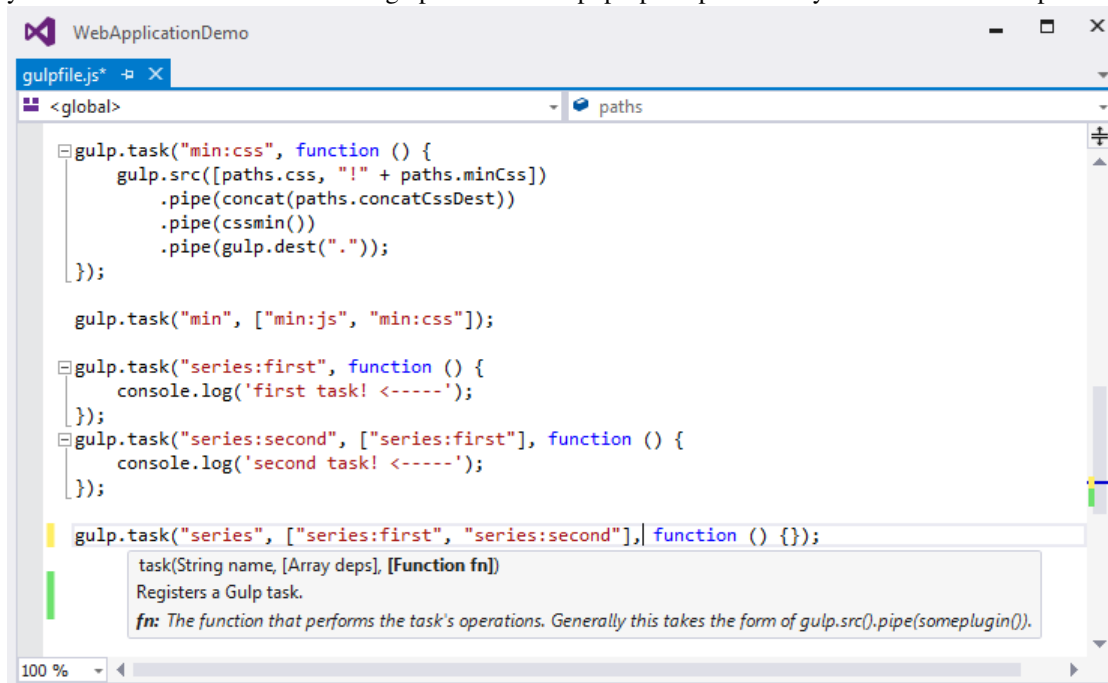 WebApplicationDemo
gulpfile.js*
<global> paths
gulp.task("min:css", function () {
gulp.src([paths.css, "!" + paths.minCss])
.pipe(concat(paths.concatCssDest))
.pipe(cssmin())
.pipe(gulp.dest("."));
});
gulp.task("min", ["min:js", "min:css"]);
gulp.task("series:first", function () {
console.log('first task! <-----');
});
gulp.task("series:second", ["series:first"], function () {
console.log('second task! <-----');
});
gulp.task("series", ["series:first", "series:second"], function () {});
task(String name, [Array deps], [Function fn])
Registers a Gulp task.
fn: The function that performs the task's operations. Generally this takes the form of gulp.src().pipe(someplugin()).
100 %